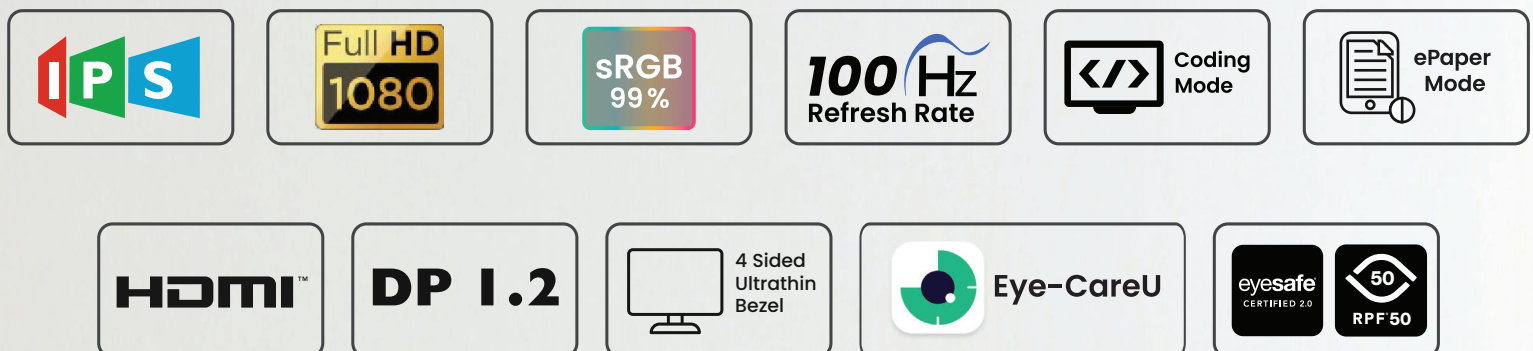 IPS
Full HD
1080
sRGB
99%
100 Hz
Refresh Rate
</>
Coding
Mode
ePaper
Mode
HDMI™
DP 1.2
4 Sided
Ultrathin
Bezel
Eye-CareU
eyesafe®
CERTIFIED 2.0
50
RPF®50